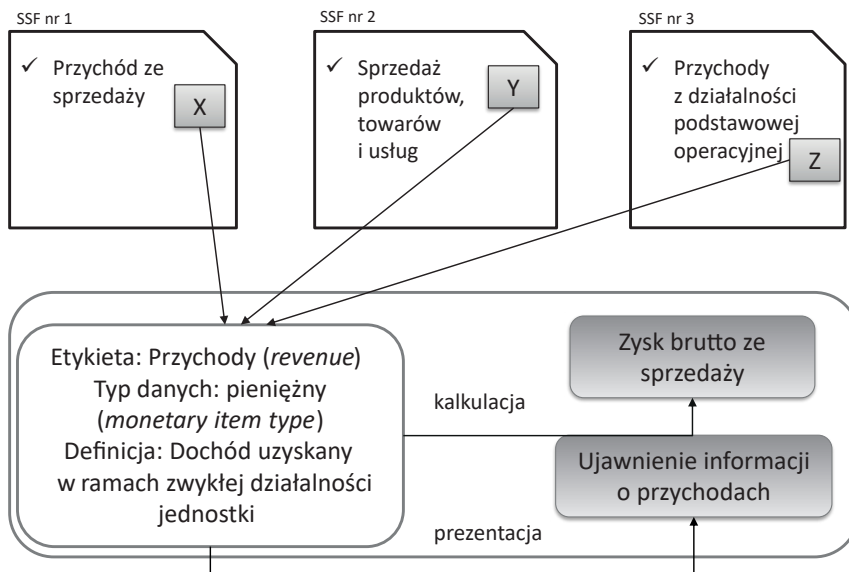 SSF nr 1
SSF nr 2
SSF nr 3
✓ Przychód ze
sprzedaży
X
✓ Sprzedaż
produktów,
towarów
i usług
Y
✓ Przychody
z działalności
podstawowej
operacyjnej
Z
Etykieta: Przychody (revenue)
Typ danych: pieniężny
(monetary item type)
Definicja: Dochód uzyskany
w ramach zwykłej działalności
jednostki
kalkulacja
Zysk brutto ze
sprzedaży
Ujawnienie informacji
o przychodach
prezentacja